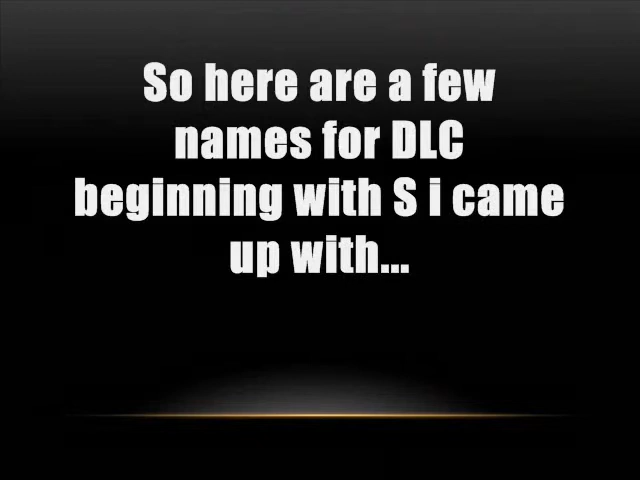 So here are a few
names for DLC
beginning with S i came
up with...